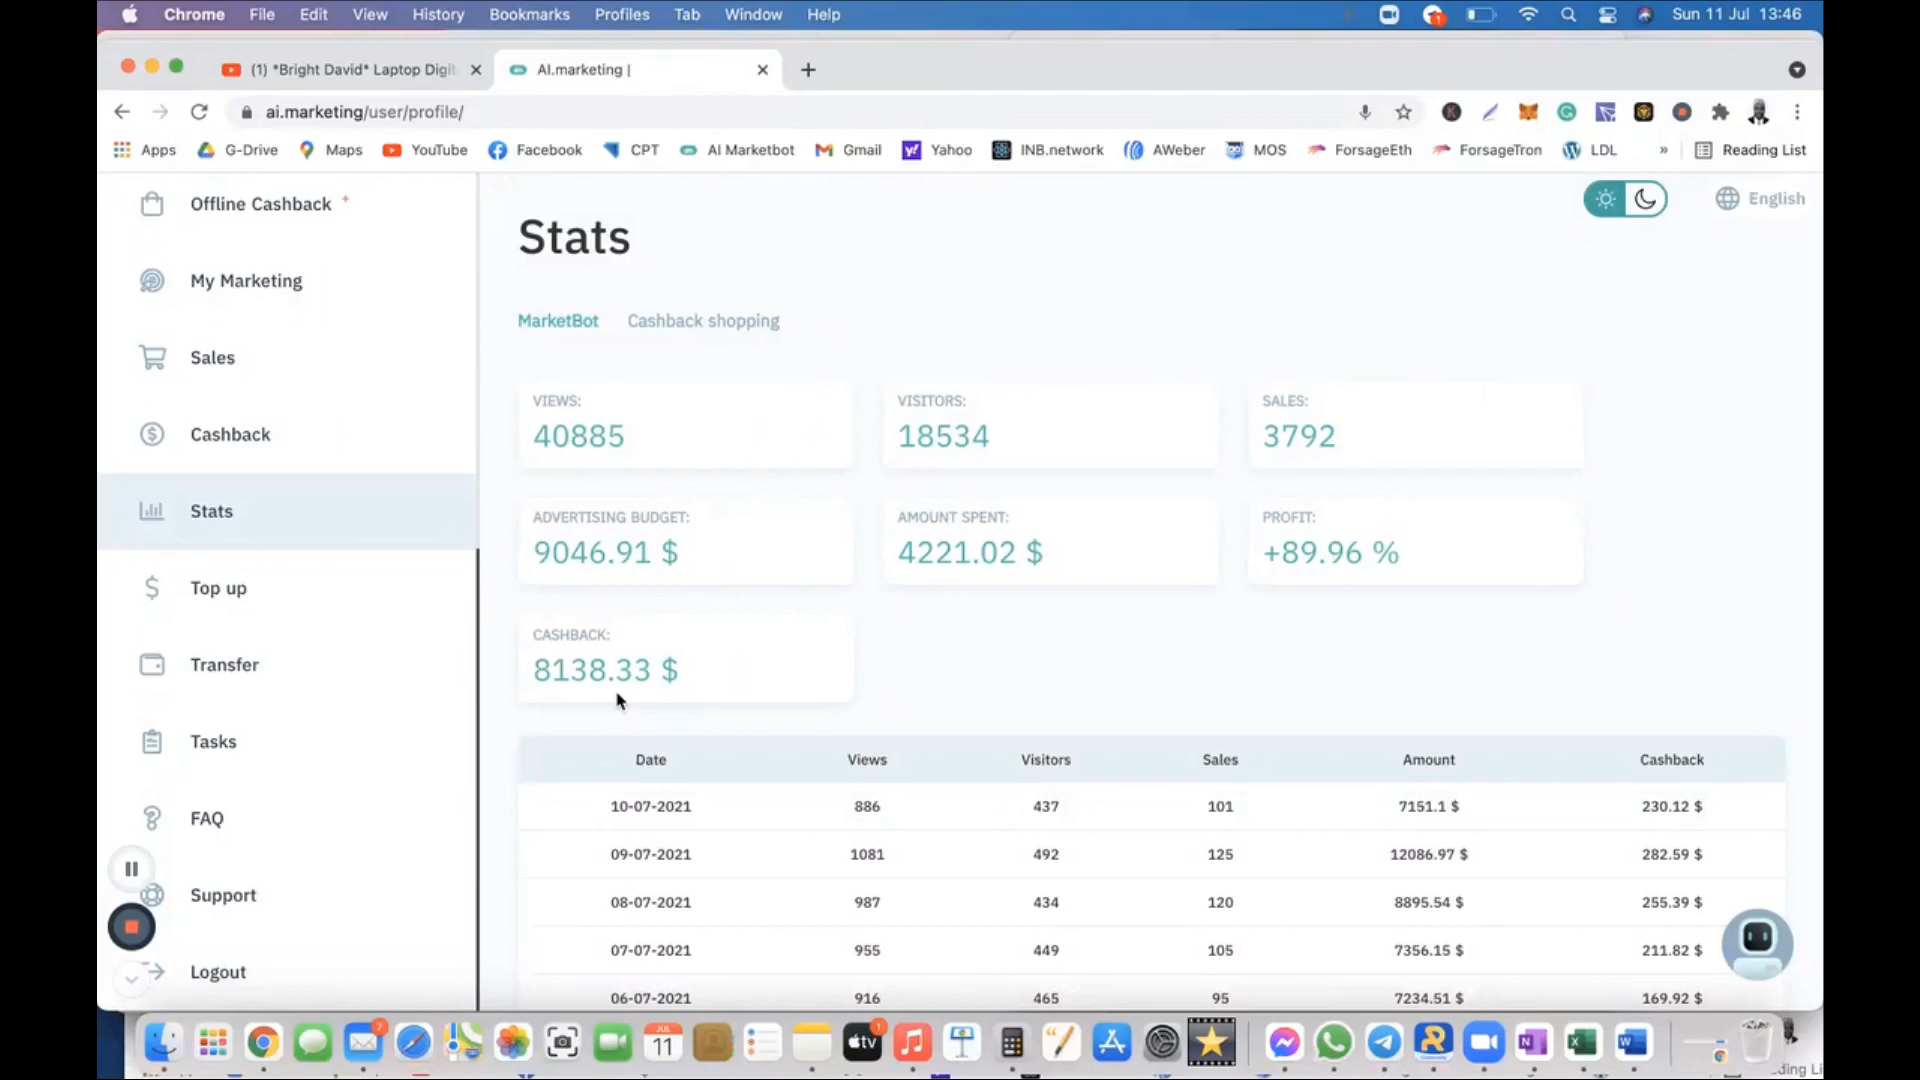 Chrome File Edit View History Bookmarks Profiles Tab Window Help
1
Sun 11 Jul 13:46
(1) *Bright David* Laptop Digit
AI.marketing |
ai.marketing/user/profile/
Apps G-Drive Maps YouTube Facebook CPT AI Marketbot Gmail Yahoo INB.network AWeber MOS ForsageEth ForsageTron LDL » Reading List
Offline Cashback +
My Marketing
Sales
Cashback
Stats
Top up
Transfer
Tasks
FAQ
Support
Logout
English
Stats
MarketBot Cashback shopping
VIEWS:
40885
VISITORS:
18534
SALES:
3792
ADVERTISING BUDGET:
9046.91 $
AMOUNT SPENT:
4221.02 $
PROFIT:
+89.96 %
CASHBACK:
8138.33 $
Date Views Visitors Sales Amount Cashback
10-07-2021 886 437 101 7151.1 $ 230.12 $
09-07-2021 1081 492 125 12086.97 $ 282.59 $
08-07-2021 987 434 120 8895.54 $ 255.39 $
07-07-2021 955 449 105 7356.15 $ 211.82 $
06-07-2021 916 465 95 7234.51 $ 169.92 $
7
JUL
11
tv
1